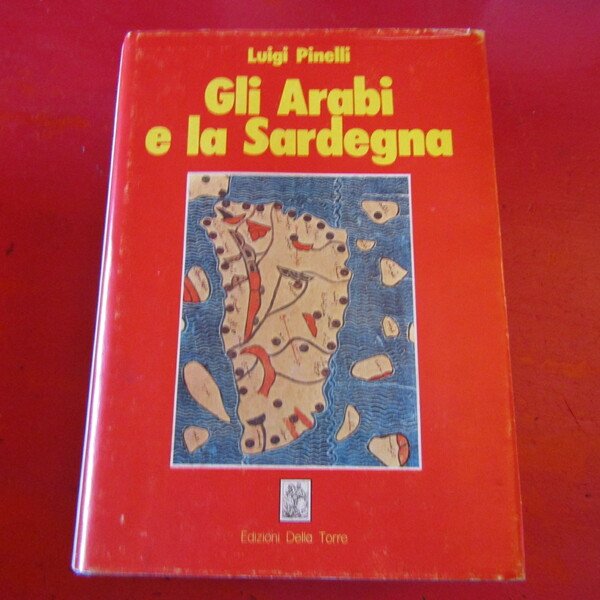 Luigi Pinelli
Gli Arabi
e la Sardegna
Edizioni Della Torre